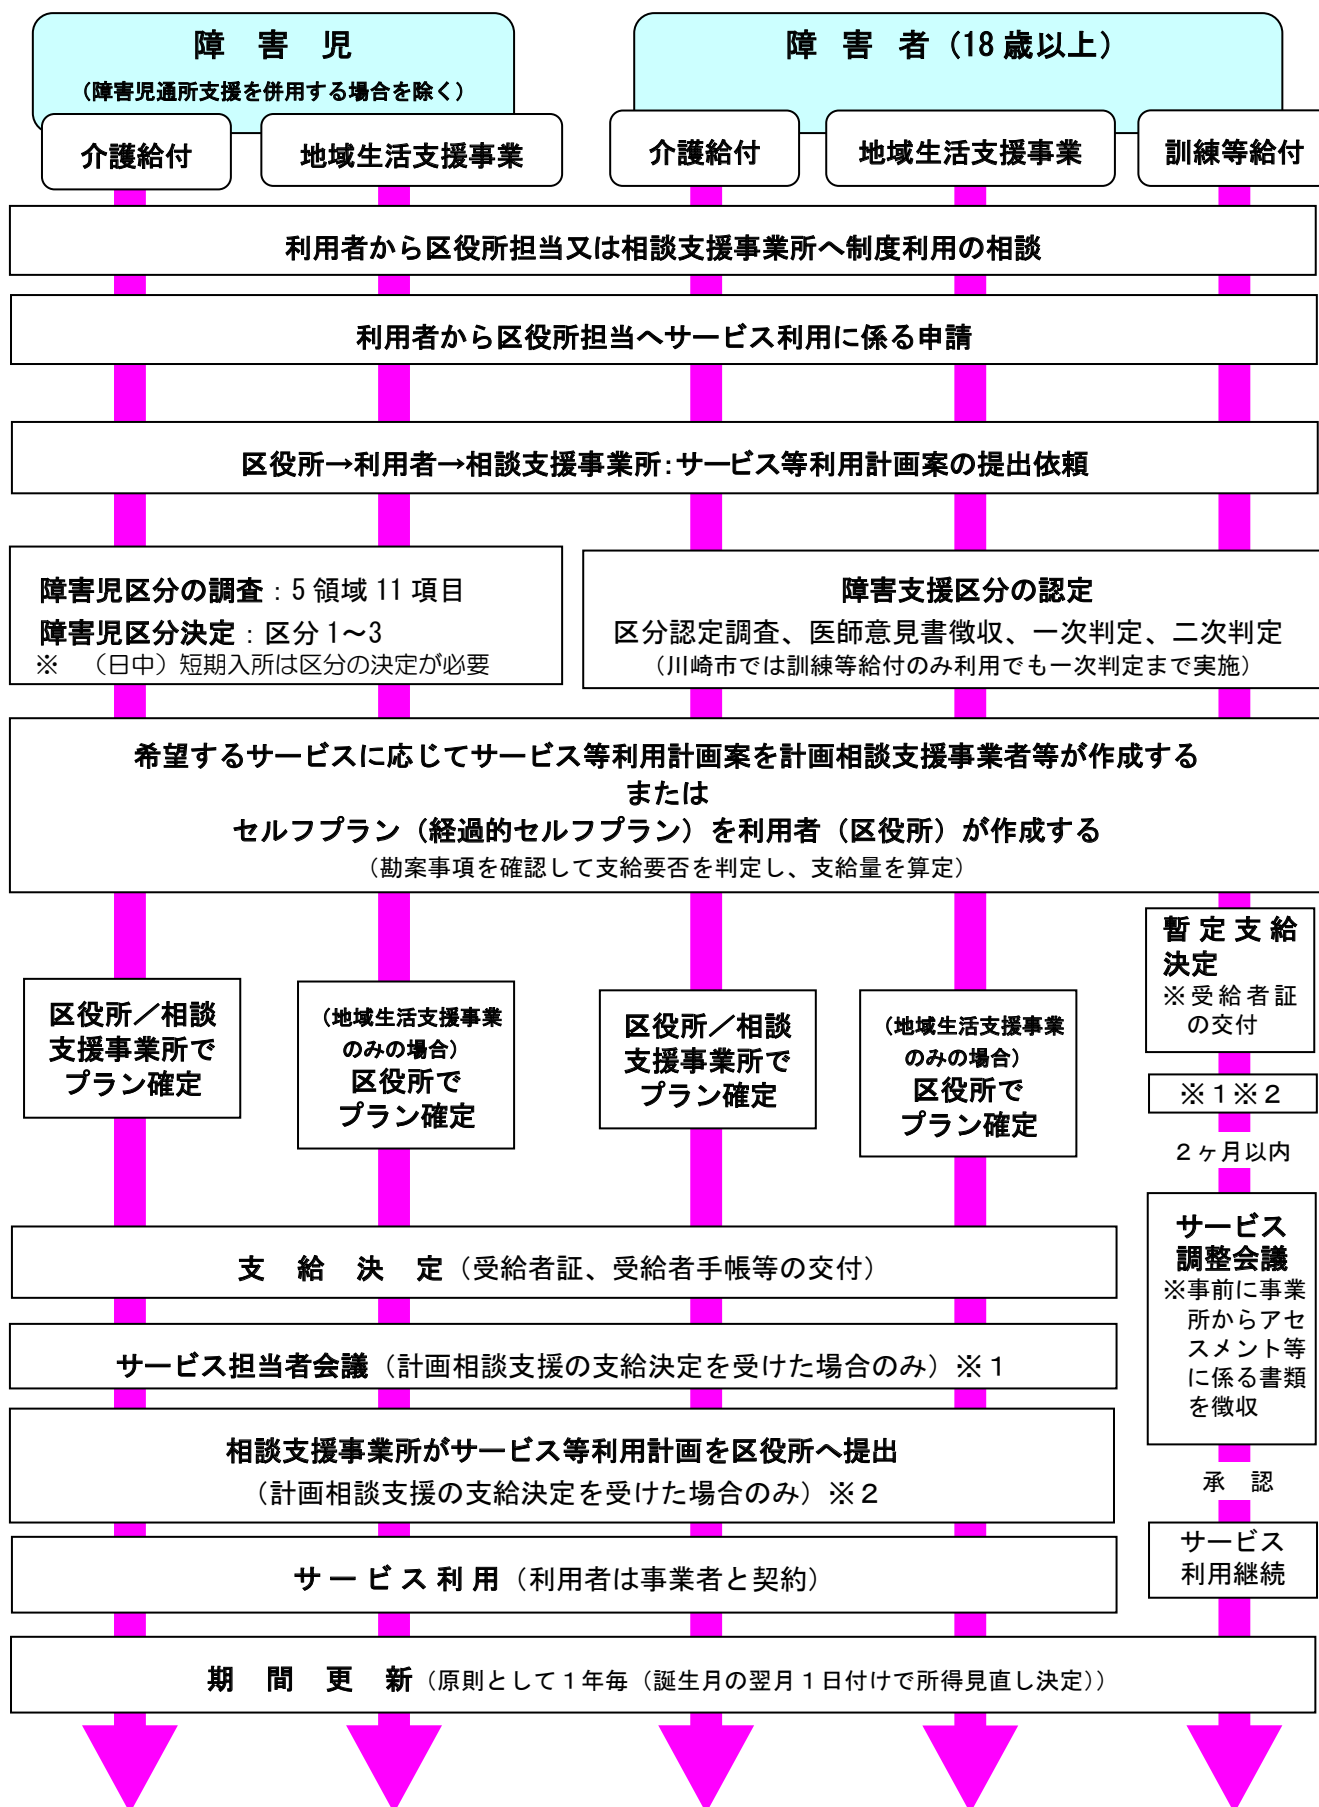 障　害　児
（障害児通所支援を併用する場合を除く）
障　害　者（18歳以上）
介護給付
地域生活支援事業
介護給付
地域生活支援事業
訓練等給付
利用者から区役所担当又は相談支援事業所へ制度利用の相談
利用者から区役所担当へサービス利用に係る申請
区役所→利用者→相談支援事業所：サービス等利用計画案の提出依頼
障害児区分の調査：5領域11項目
障害児区分決定：区分1～3
※　（日中）短期入所は区分の決定が必要
障害支援区分の認定
区分認定調査、医師意見書徴収、一次判定、二次判定
（川崎市では訓練等給付のみ利用でも一次判定まで実施）
希望するサービスに応じてサービス等利用計画案を計画相談支援事業者等が作成する
または
セルフプラン（経過的セルフプラン）を利用者（区役所）が作成する
（勘案事項を確認して支給要否を判定し、支給量を算定）
区役所／相談
支援事業所で
プラン確定
（地域生活支援事業
のみの場合）
区役所で
プラン確定
区役所／相談
支援事業所で
プラン確定
（地域生活支援事業
のみの場合）
区役所で
プラン確定
暫定支給
決定
※受給者証
の交付
※１※２
２ヶ月以内
サービス
調整会議
※事前に事業
所からアセ
スメント等
に係る書類
を徴収
承　認
サービス
利用継続
支　給　決　定（受給者証、受給者手帳等の交付）
サービス担当者会議（計画相談支援の支給決定を受けた場合のみ）※１
相談支援事業所がサービス等利用計画を区役所へ提出
（計画相談支援の支給決定を受けた場合のみ）※２
サービス利用（利用者は事業者と契約）
期　間　更　新（原則として１年毎（誕生月の翌月１日付けで所得見直し決定））